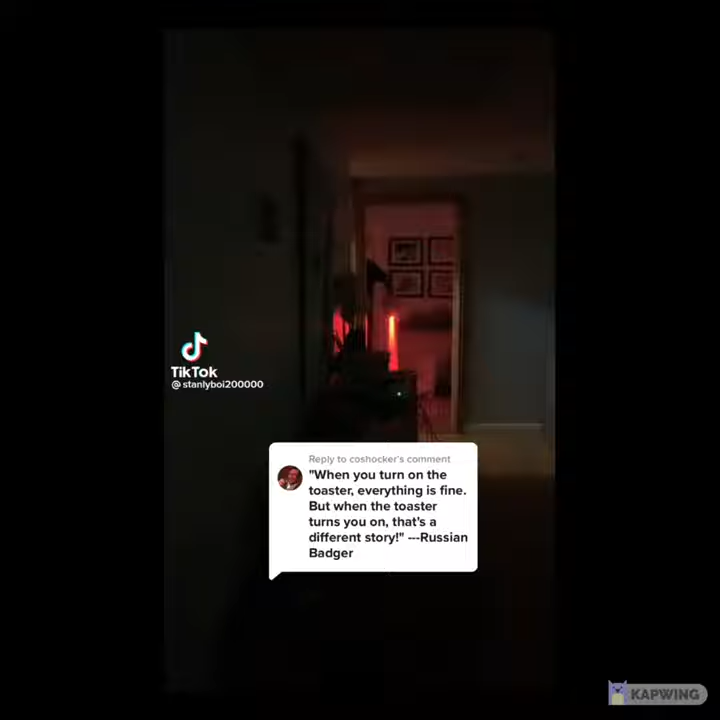 TikTok
@stanlyboi200000
Reply to coshocker's comment
"When you turn on the
toaster, everything is fine.
But when the toaster
turns you on, that's a
different story!" ---Russian
Badger
KAPWING